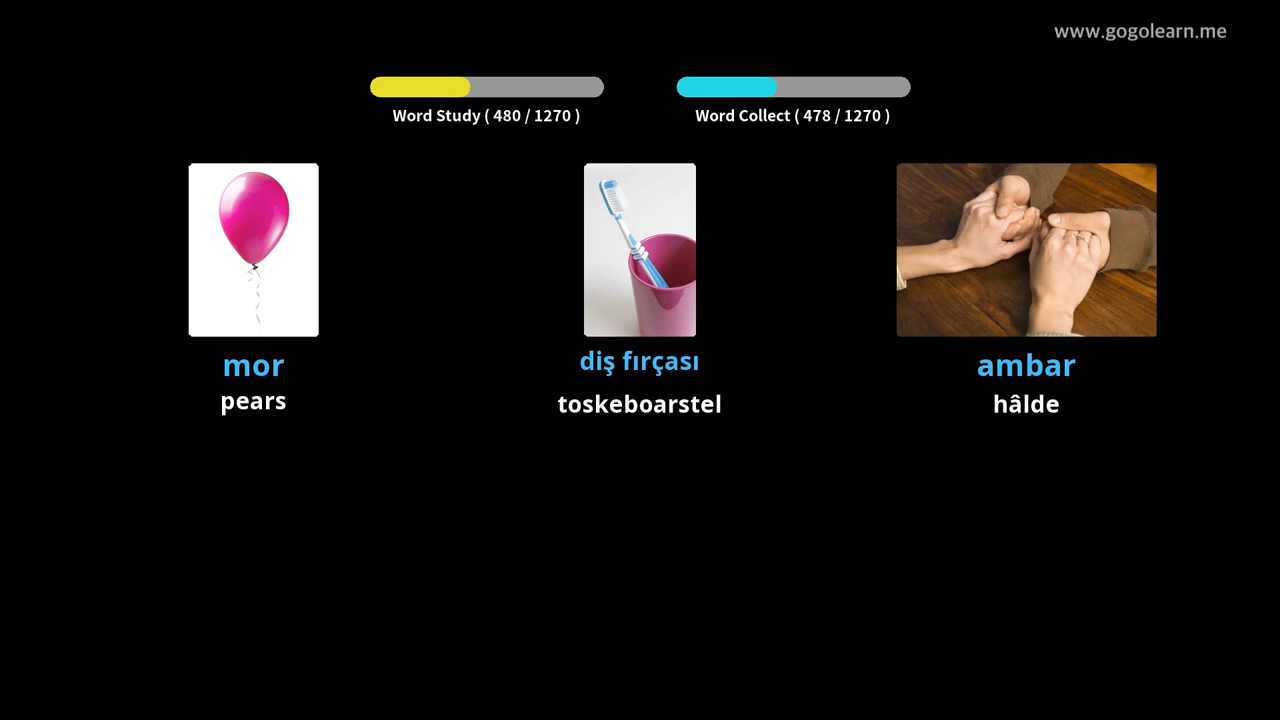 www.gogolearn.me
Word Study ( 480 / 1270 )
Word Collect ( 478 / 1270 )
mor
pears
diş fırçası
toskeboarstel
ambar
hâlde